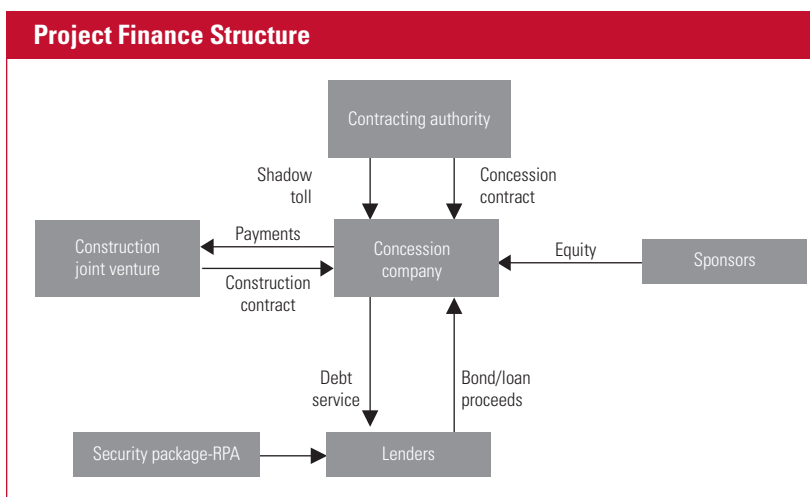 Project Finance Structure
Contracting authority
Shadow
toll
Concession
contract
Construction
joint venture
Payments
Construction
contract
Concession
company
Equity
Sponsors
Debt
service
Bond/loan
proceeds
Security package-RPA
Lenders